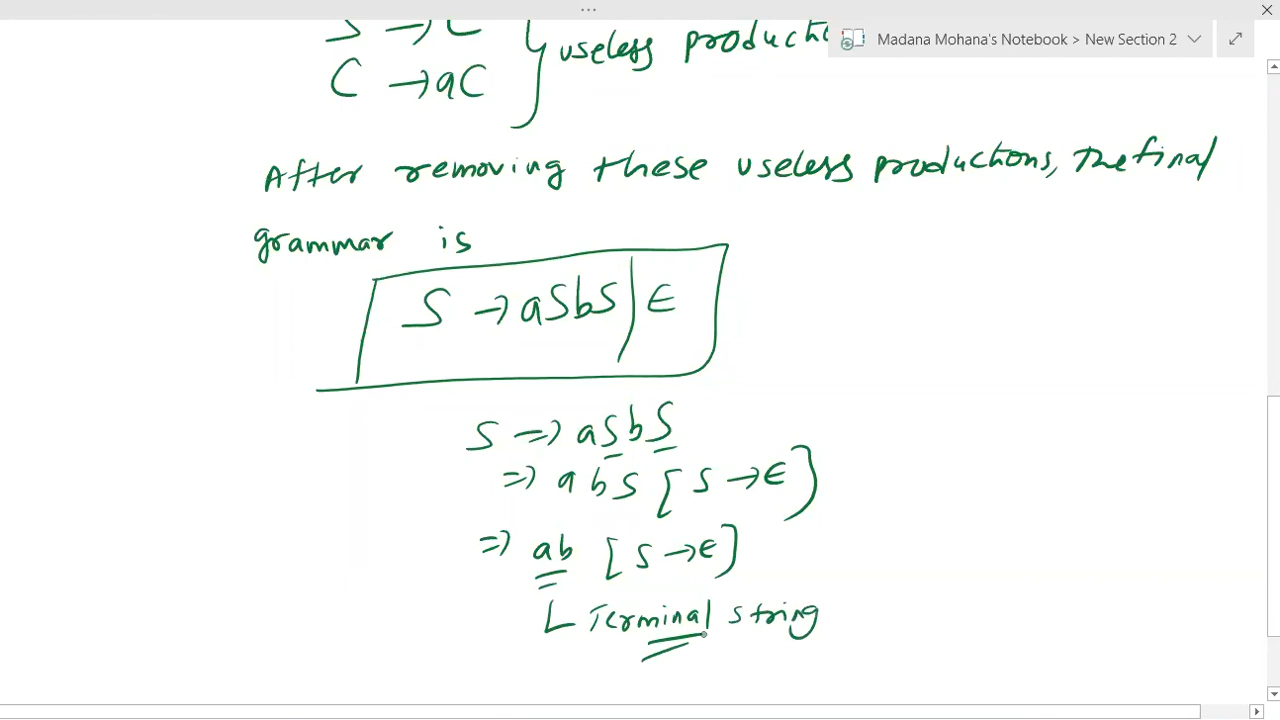 Madana Mohana's Notebook > New Section 2
S → C } useless producti
C → aC
After removing these useless productions, the final
grammar is
S → aSbS | ϵ
S ⇒ aSbS
⇒ abS [S → ϵ]
⇒ ab [S → ϵ]
Terminal string